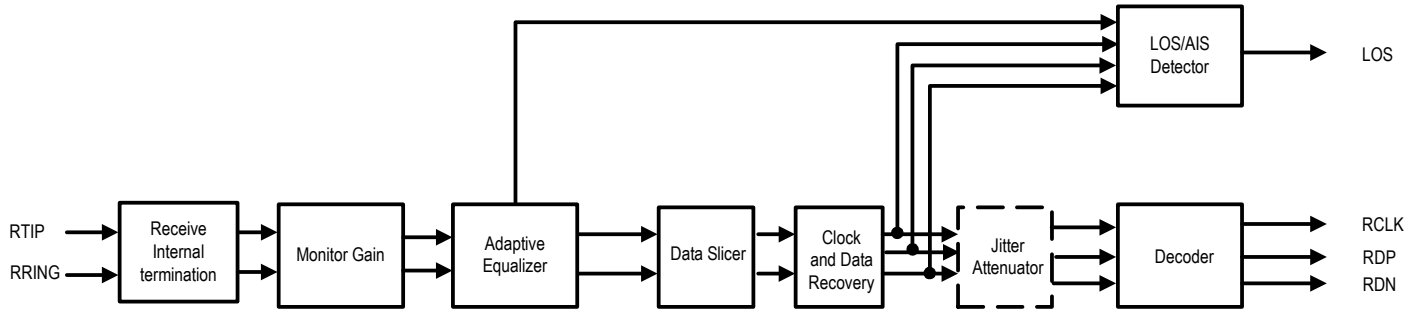 LOS/AIS
Detector
LOS
RTIP
RRING
Receive
Internal
termination
Monitor Gain
Adaptive
Equalizer
Data Slicer
Clock
and Data
Recovery
Jitter
Attenuator
Decoder
RCLK
RDP
RDN